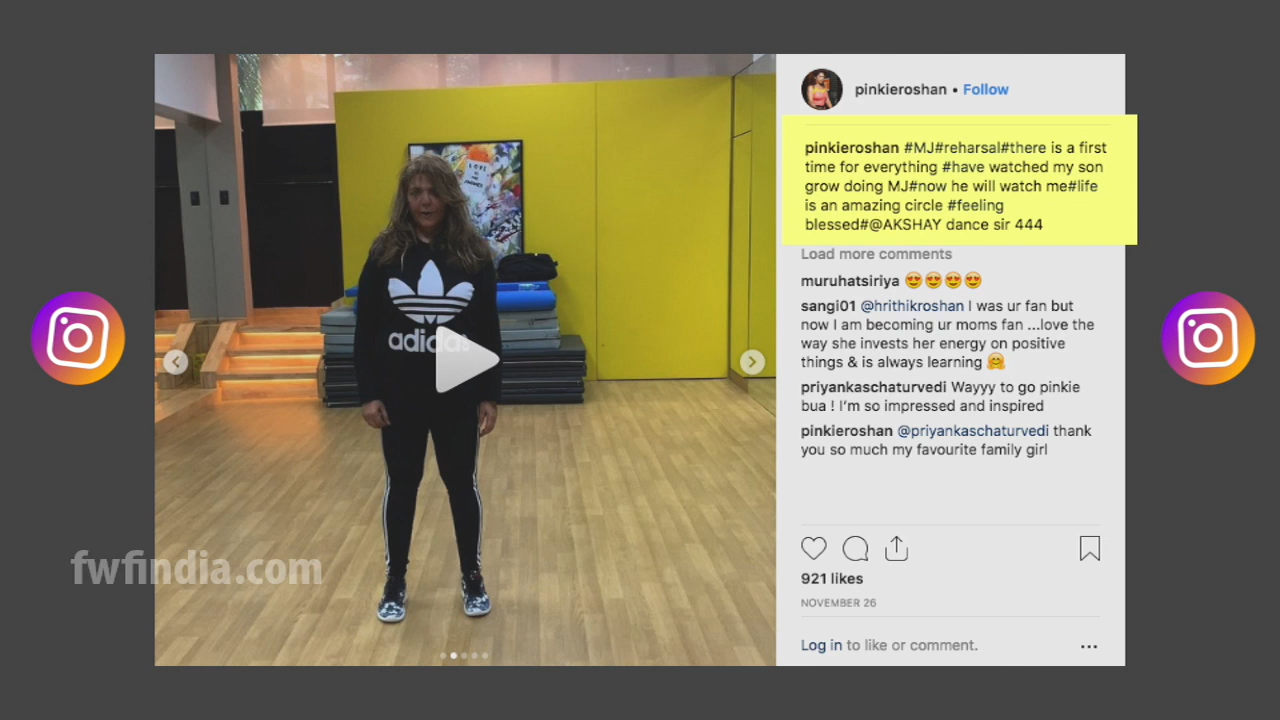 LOVE
IS THE
ANSWER
adidas
fwfindia.com
pinkieroshan • Follow
pinkieroshan #MJ#reharsal#there is a first
time for everything #have watched my son
grow doing MJ#now he will watch me#life
is an amazing circle #feeling
blessed#@AKSHAY dance sir 444
Load more comments
muruhatsiriya 😍😍😍😍
sangi01 @hrithikroshan I was ur fan but
now I am becoming ur moms fan ...love the
way she invests her energy on positive
things & is always learning 🤗
priyankaschaturvedi Wayyy to go pinkie
bua ! I'm so impressed and inspired
pinkieroshan @priyankaschaturvedi thank
you so much my favourite family girl
921 likes
NOVEMBER 26
Log in to like or comment.